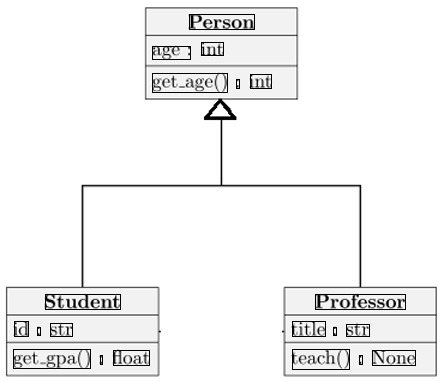 Person
age : int
get_age() : int
Student
id : str
get_gpa() : float
Professor
title : str
teach() : None